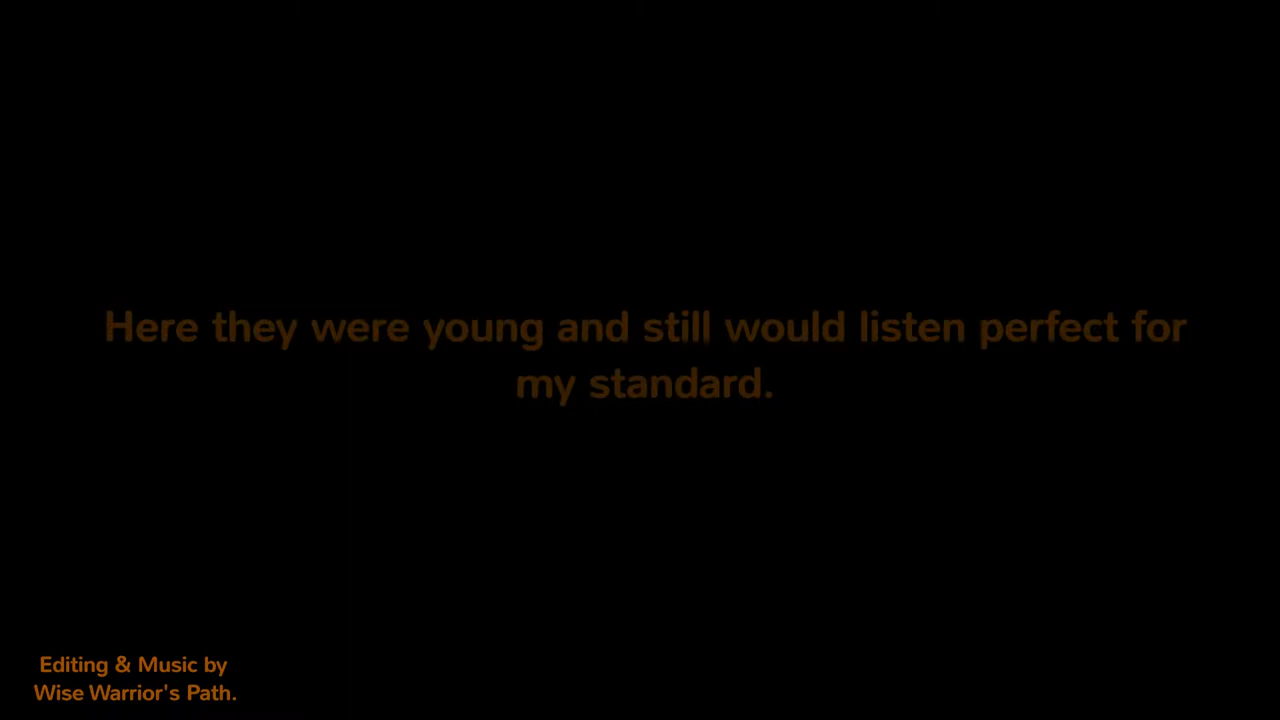 Here they were young and still would listen perfect for
my standard.
Editing & Music by
Wise Warrior's Path.